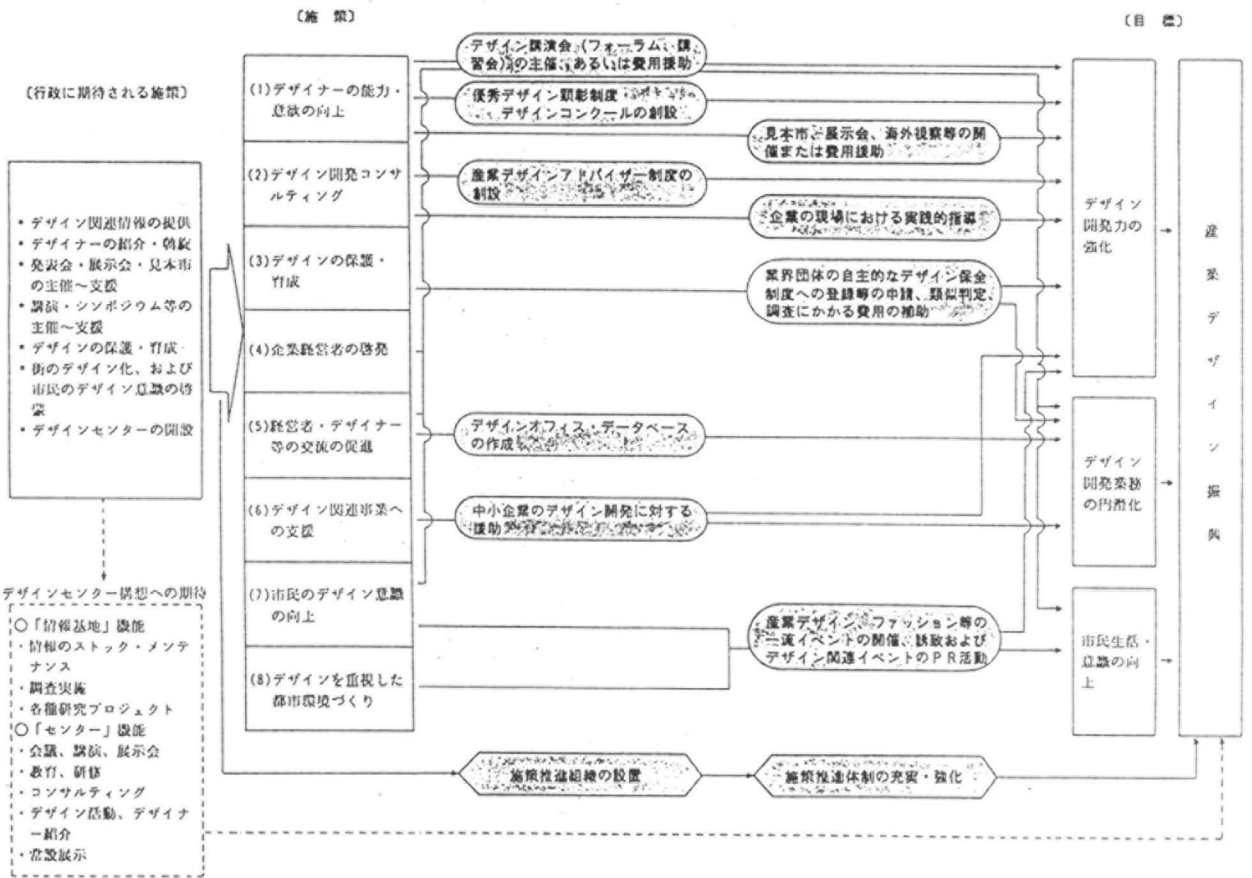 〔施 策〕
〔目 標〕
〔行政に期待される施策〕
* デザイン関連情報の提供
* デザイナーの紹介・斡旋
* 発表会・展示会・見本市
の主催〜支援
* 講演・シンポジウム等の
主催〜支援
* デザインの保護・育成
* 街のデザイン化、および
市民のデザイン意識の啓
蒙
* デザインセンターの開設
デザインセンター構想への期待
○「情報基地」機能
・情報のストック・メンテ
ナンス
・調査実施
・各種研究プロジェクト
○「センター」機能
・会議、講演、展示会
・教育、研修
・コンサルティング
・デザイン活動、デザイナ
ー紹介
・常設展示
(1)デザイナーの能力・
意欲の向上
(2)デザイン開発コンサ
ルティング
(3)デザインの保護・
育成
(4)企業経営者の啓発
(5)経営者・デザイナー
等の交流の促進
(6)デザイン関連事業へ
の支援
(7)市民のデザイン意識
の向上
(8)デザインを重視した
都市環境づくり
デザイン講演会(フォーラム、講
習会)の主催、あるいは費用援助
優秀デザイン顕彰制度・
デザインコンクールの創設
見本市、展示会、海外視察等の開
催または費用援助
産業デザインアドバイザー制度の
創設
企業の現場における実践的指導
業界団体の自主的なデザイン保全
制度への登録等の申請、類似判定、
調査にかかる費用の補助
デザインオフィス・データベース
の作成
中小企業のデザイン開発に対する
援助
産業デザイン、ファッション等の
一流イベントの開催、誘致および
デザイン関連イベントのPR活動
施策推進組織の設置
施策推進体制の充実・強化
デザイン
開発力の
強化
デザイン
開発業務
の円滑化
市民生活・
意識の向
上
産業デザイン振興